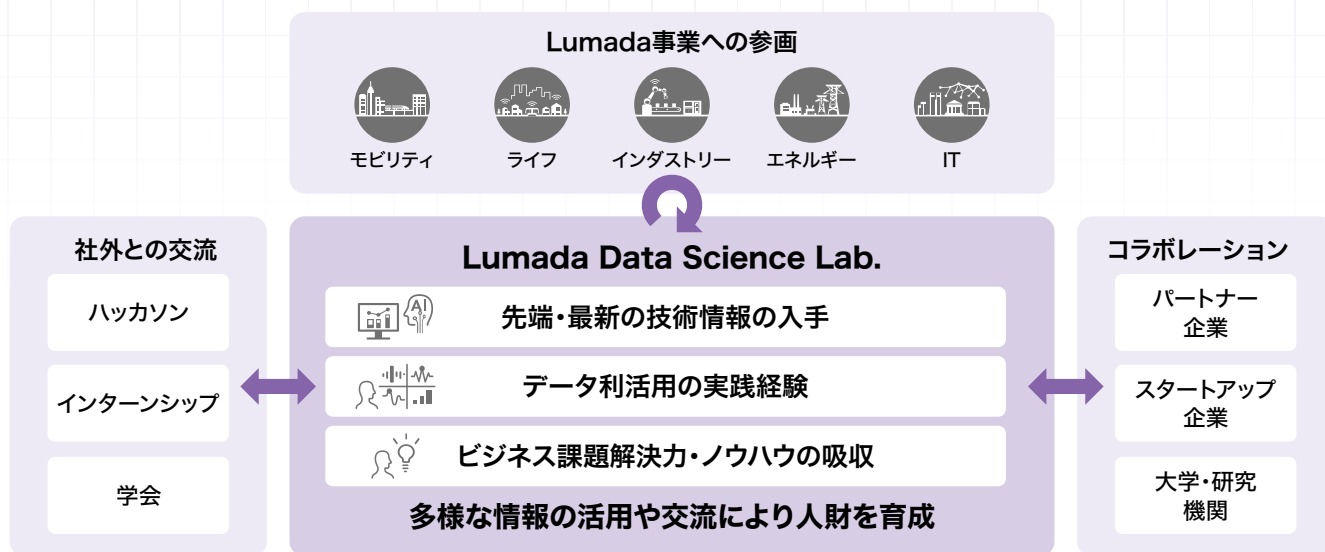 Lumada事業への参画
モビリティ
ライフ
インダストリー
エネルギー
IT
社外との交流
ハッカソン
インターンシップ
学会
Lumada Data Science Lab.
AI
先端・最新の技術情報の入手
データ利活用の実践経験
ビジネス課題解決力・ノウハウの吸収
多様な情報の活用や交流により人財を育成
コラボレーション
パートナー
企業
スタートアップ
企業
大学・研究
機関